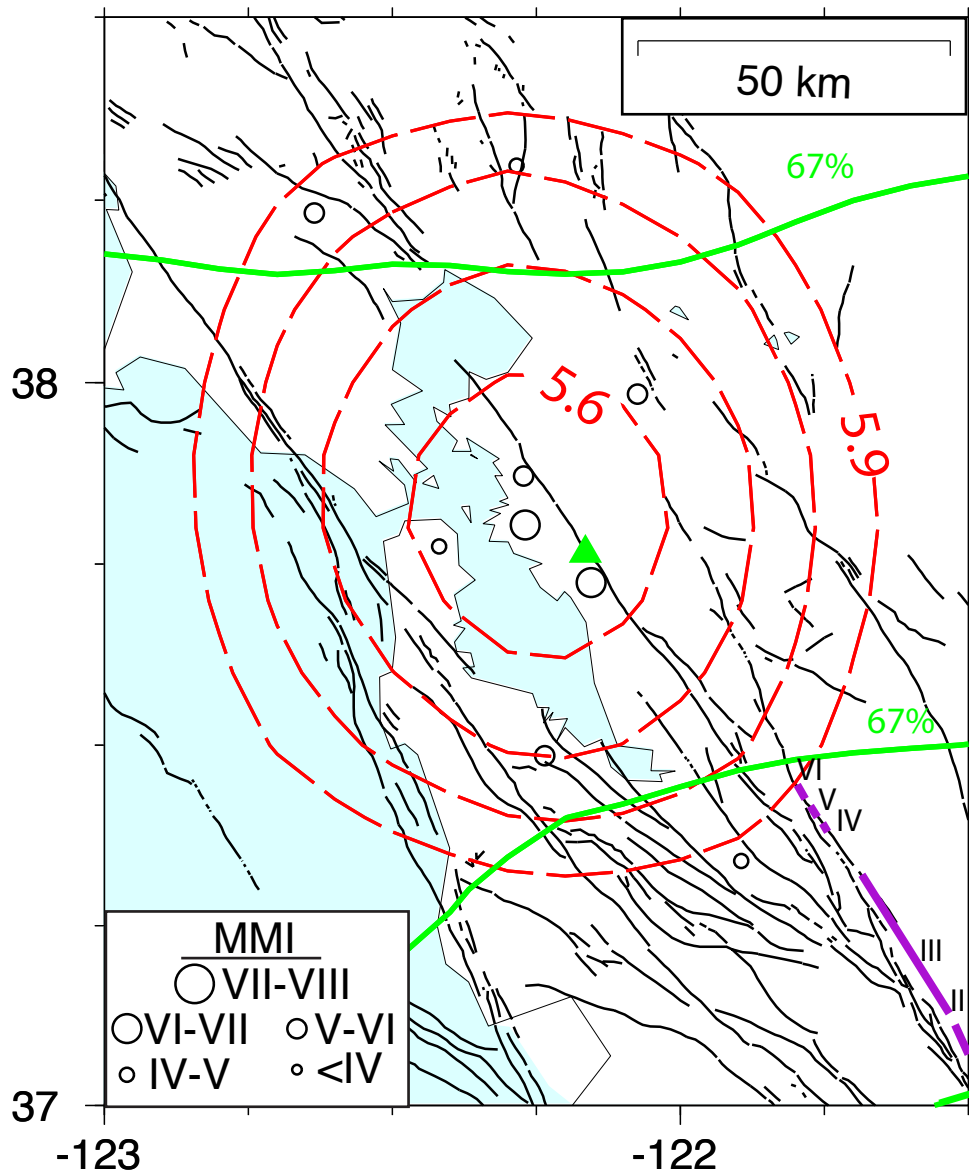 50 km
67%
38
5.6
5.9
67%
VI
V
IV
III
II
MMI
VII-VIII
VI-VII V-VI
IV-V <IV
37
-123 -122